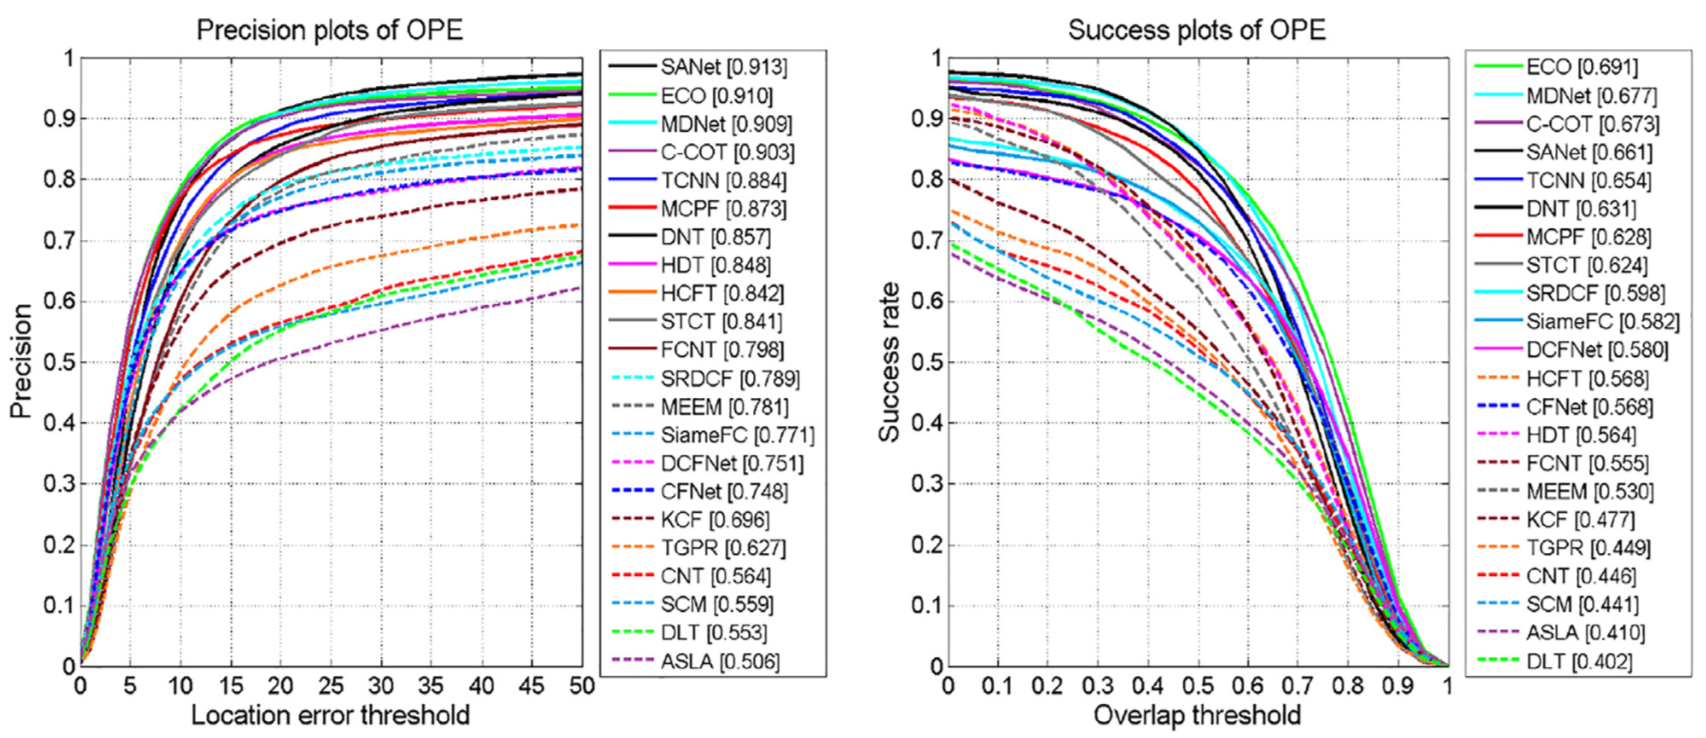 Precision plots of OPE
Precision
1
0.9
0.8
0.7
0.6
0.5
0.4
0.3
0.2
0.1
0
0 5 10 15 20 25 30 35 40 45 50
Location error threshold
SANet [0.913]
ECO [0.910]
MDNet [0.909]
C-COT [0.903]
TCNN [0.884]
MCPF [0.873]
DNT [0.857]
HDT [0.848]
HCFT [0.842]
STCT [0.841]
FCNT [0.798]
SRDCF [0.789]
MEEM [0.781]
SiameFC [0.771]
DCFNet [0.751]
CFNet [0.748]
KCF [0.696]
TGPR [0.627]
CNT [0.564]
SCM [0.559]
DLT [0.553]
ASLA [0.506]
Success plots of OPE
Success rate
1
0.9
0.8
0.7
0.6
0.5
0.4
0.3
0.2
0.1
0
0 0.1 0.2 0.3 0.4 0.5 0.6 0.7 0.8 0.9 1
Overlap threshold
ECO [0.691]
MDNet [0.677]
C-COT [0.673]
SANet [0.661]
TCNN [0.654]
DNT [0.631]
MCPF [0.628]
STCT [0.624]
SRDCF [0.598]
SiameFC [0.582]
DCFNet [0.580]
HCFT [0.568]
CFNet [0.568]
HDT [0.564]
FCNT [0.555]
MEEM [0.530]
KCF [0.477]
TGPR [0.449]
CNT [0.446]
SCM [0.441]
ASLA [0.410]
DLT [0.402]